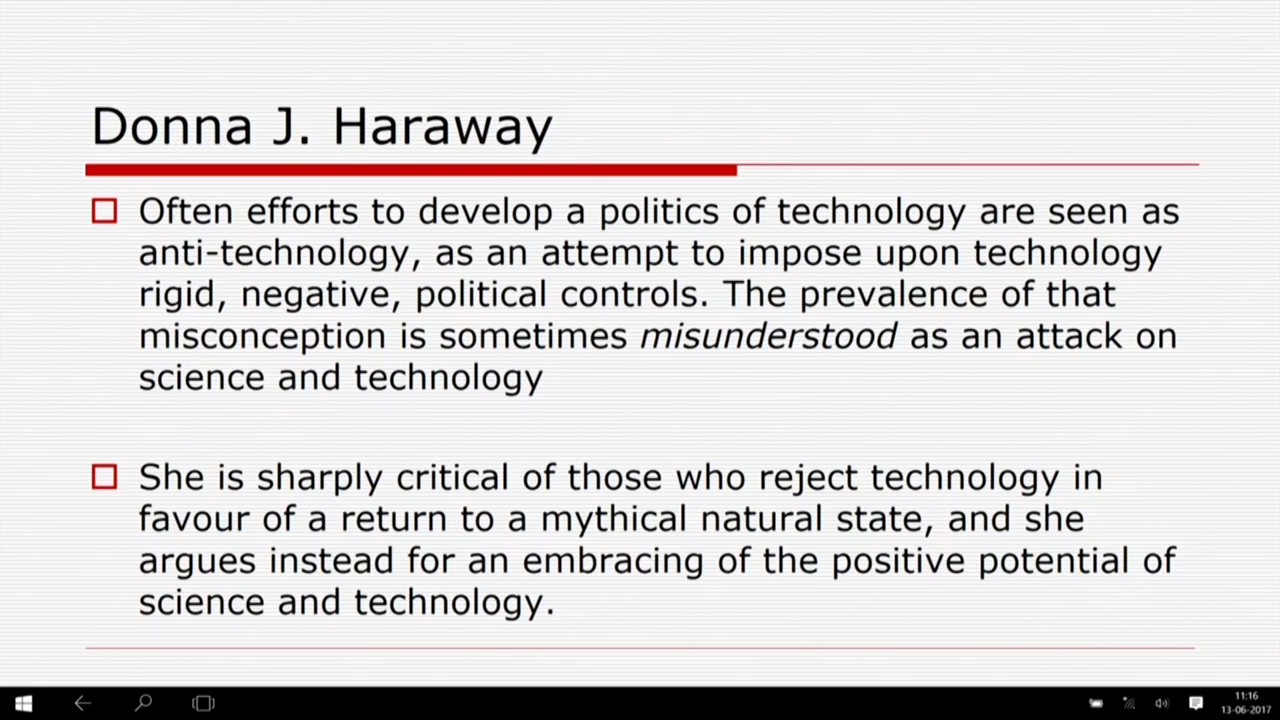 Donna J. Haraway
Often efforts to develop a politics of technology are seen as
anti-technology, as an attempt to impose upon technology
rigid, negative, political controls. The prevalence of that
misconception is sometimes misunderstood as an attack on
science and technology
She is sharply critical of those who reject technology in
favour of a return to a mythical natural state, and she
argues instead for an embracing of the positive potential of
science and technology.
11:16
13-06-2017